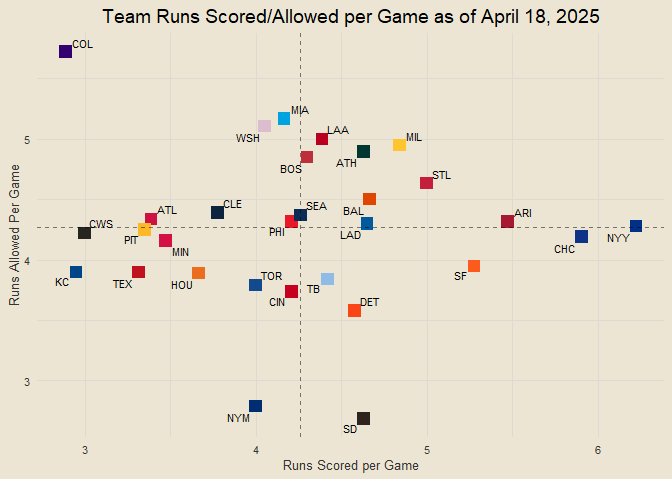 Team Runs Scored/Allowed per Game as of April 18, 2025
COL
MIA
WSH
LAA
MIL
BOS
ATH
STL
5
CWS
ATL
CLE
SEA
BAL
ARI
PIT
PHI
LAD
NYY
MIN
CHC
4
KC
TEX
HOU
TOR
TB
SF
CIN
DET
3
NYM
SD
3
4
5
6
Runs Scored per Game
Runs Allowed Per Game